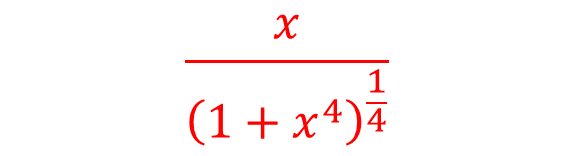 x
(1 + x⁴)^(1/4)